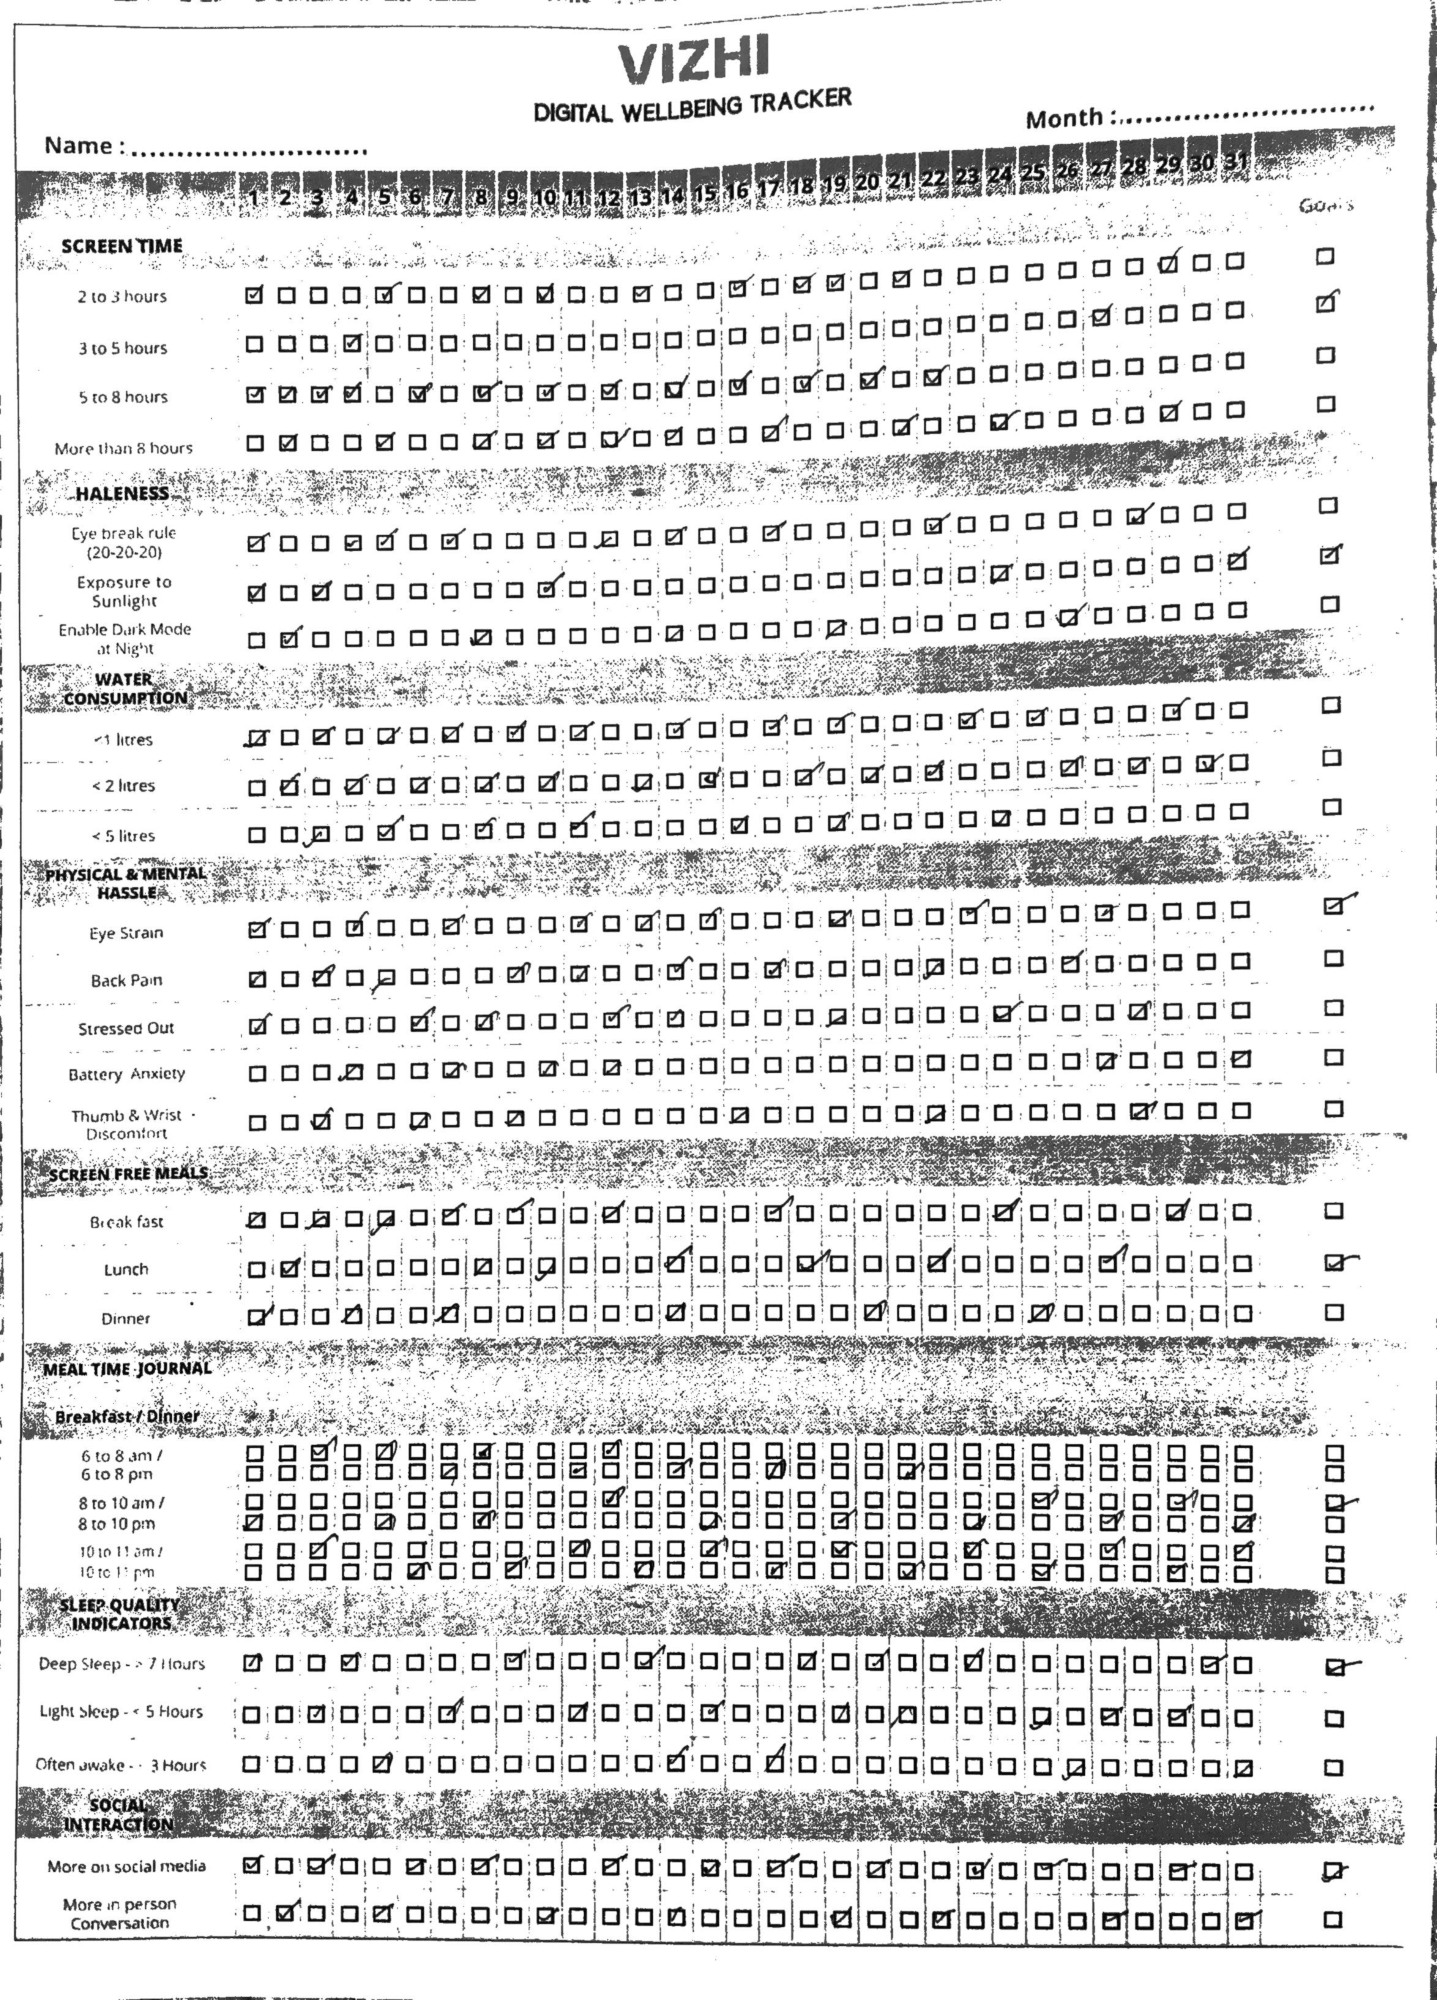 VIZHI
DIGITAL WELLBEING TRACKER
Name : ..........................
Month : ............................
1 2 3 4 5 6 7 8 9 10 11 12 13 14 15 16 17 18 19 20 21 22 23 24 25 26 27 28 29 30 31
Goals
SCREEN TIME
2 to 3 hours
3 to 5 hours
5 to 8 hours
More than 8 hours
HALENESS
Eye break rule
(20-20-20)
Exposure to
Sunlight
Enable Dark Mode
at Night
WATER
CONSUMPTION
<1 litres
< 2 litres
< 5 litres
PHYSICAL & MENTAL
HASSLE
Eye Strain
Back Pain
Stressed Out
Battery Anxiety
Thumb & Wrist
Discomfort
SCREEN FREE MEALS
Break fast
Lunch
Dinner
MEAL TIME JOURNAL
Breakfast / Dinner
6 to 8 am /
6 to 8 pm
8 to 10 am /
8 to 10 pm
10 to 11 am /
10 to 11 pm
SLEEP QUALITY
INDICATORS
Deep Sleep - > 7 Hours
Light Sleep - < 5 Hours
Often awake - 3 Hours
SOCIAL
INTERACTION
More on social media
More in person
Conversation